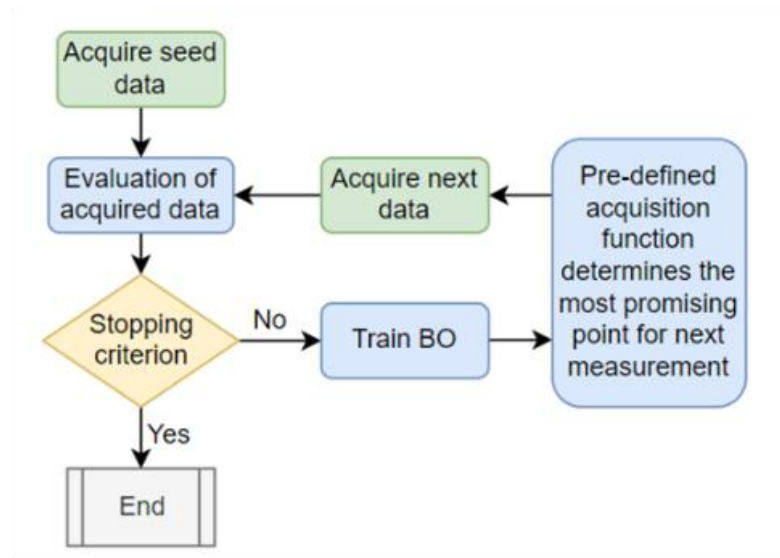 Acquire seed
data
Evaluation of
acquired data
Acquire next
data
Pre-defined
acquisition
function
determines the
most promising
point for next
measurement
Stopping
criterion
No
Train BO
Yes
End